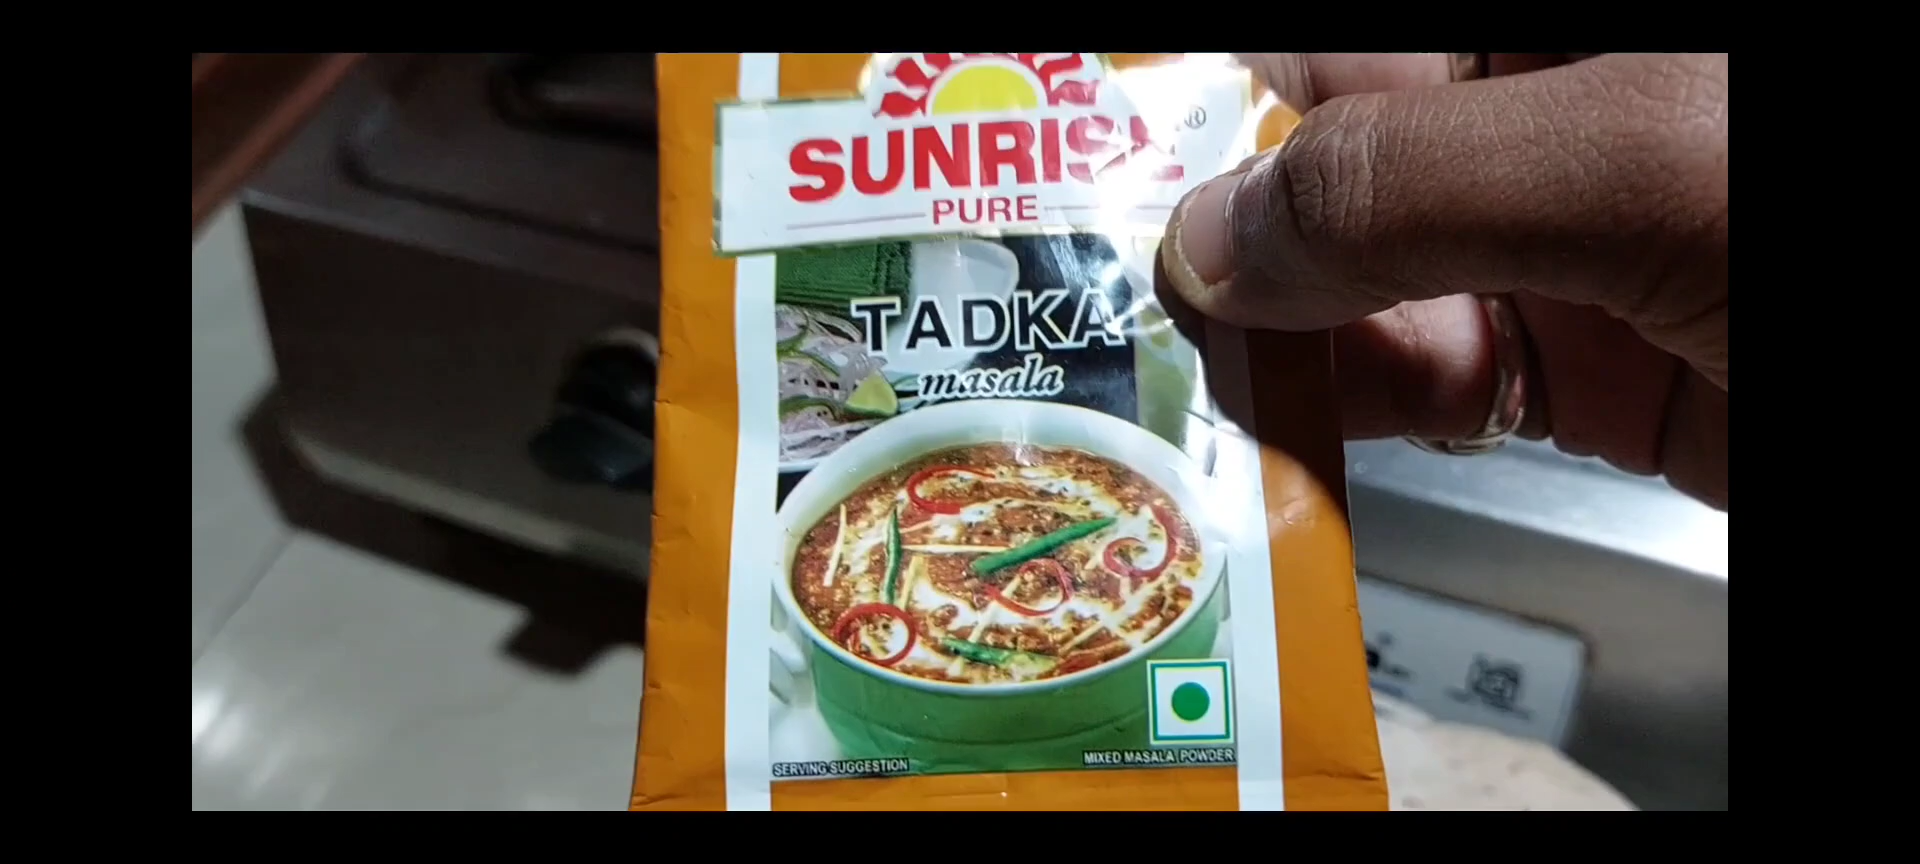 SUNRISE®
PURE
TADKA
masala
SERVING SUGGESTION
MIXED MASALA POWDER